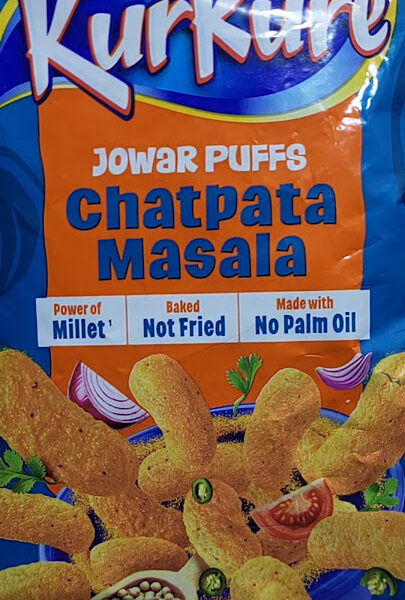 Kurkure
Jowar Puffs
Chatpata
Masala
Power of
Millet¹
Baked
Not Fried
Made with
No Palm Oil